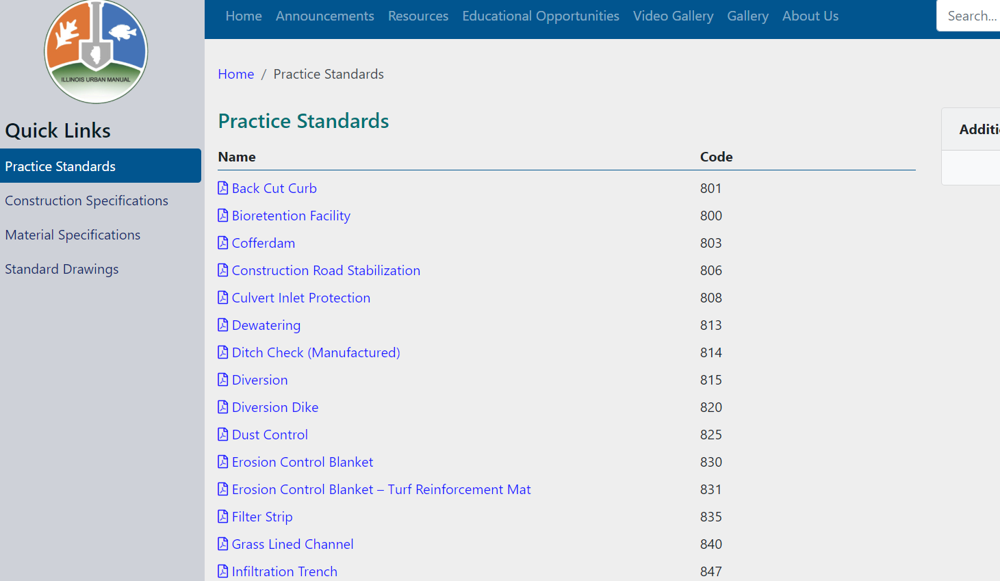 ILLINOIS URBAN MANUAL
Home Announcements Resources Educational Opportunities Video Gallery Gallery About Us Search...
Quick Links
Practice Standards
Construction Specifications
Material Specifications
Standard Drawings
Home / Practice Standards
Practice Standards
Name Code
Back Cut Curb 801
Bioretention Facility 800
Cofferdam 803
Construction Road Stabilization 806
Culvert Inlet Protection 808
Dewatering 813
Ditch Check (Manufactured) 814
Diversion 815
Diversion Dike 820
Dust Control 825
Erosion Control Blanket 830
Erosion Control Blanket – Turf Reinforcement Mat 831
Filter Strip 835
Grass Lined Channel 840
Infiltration Trench 847